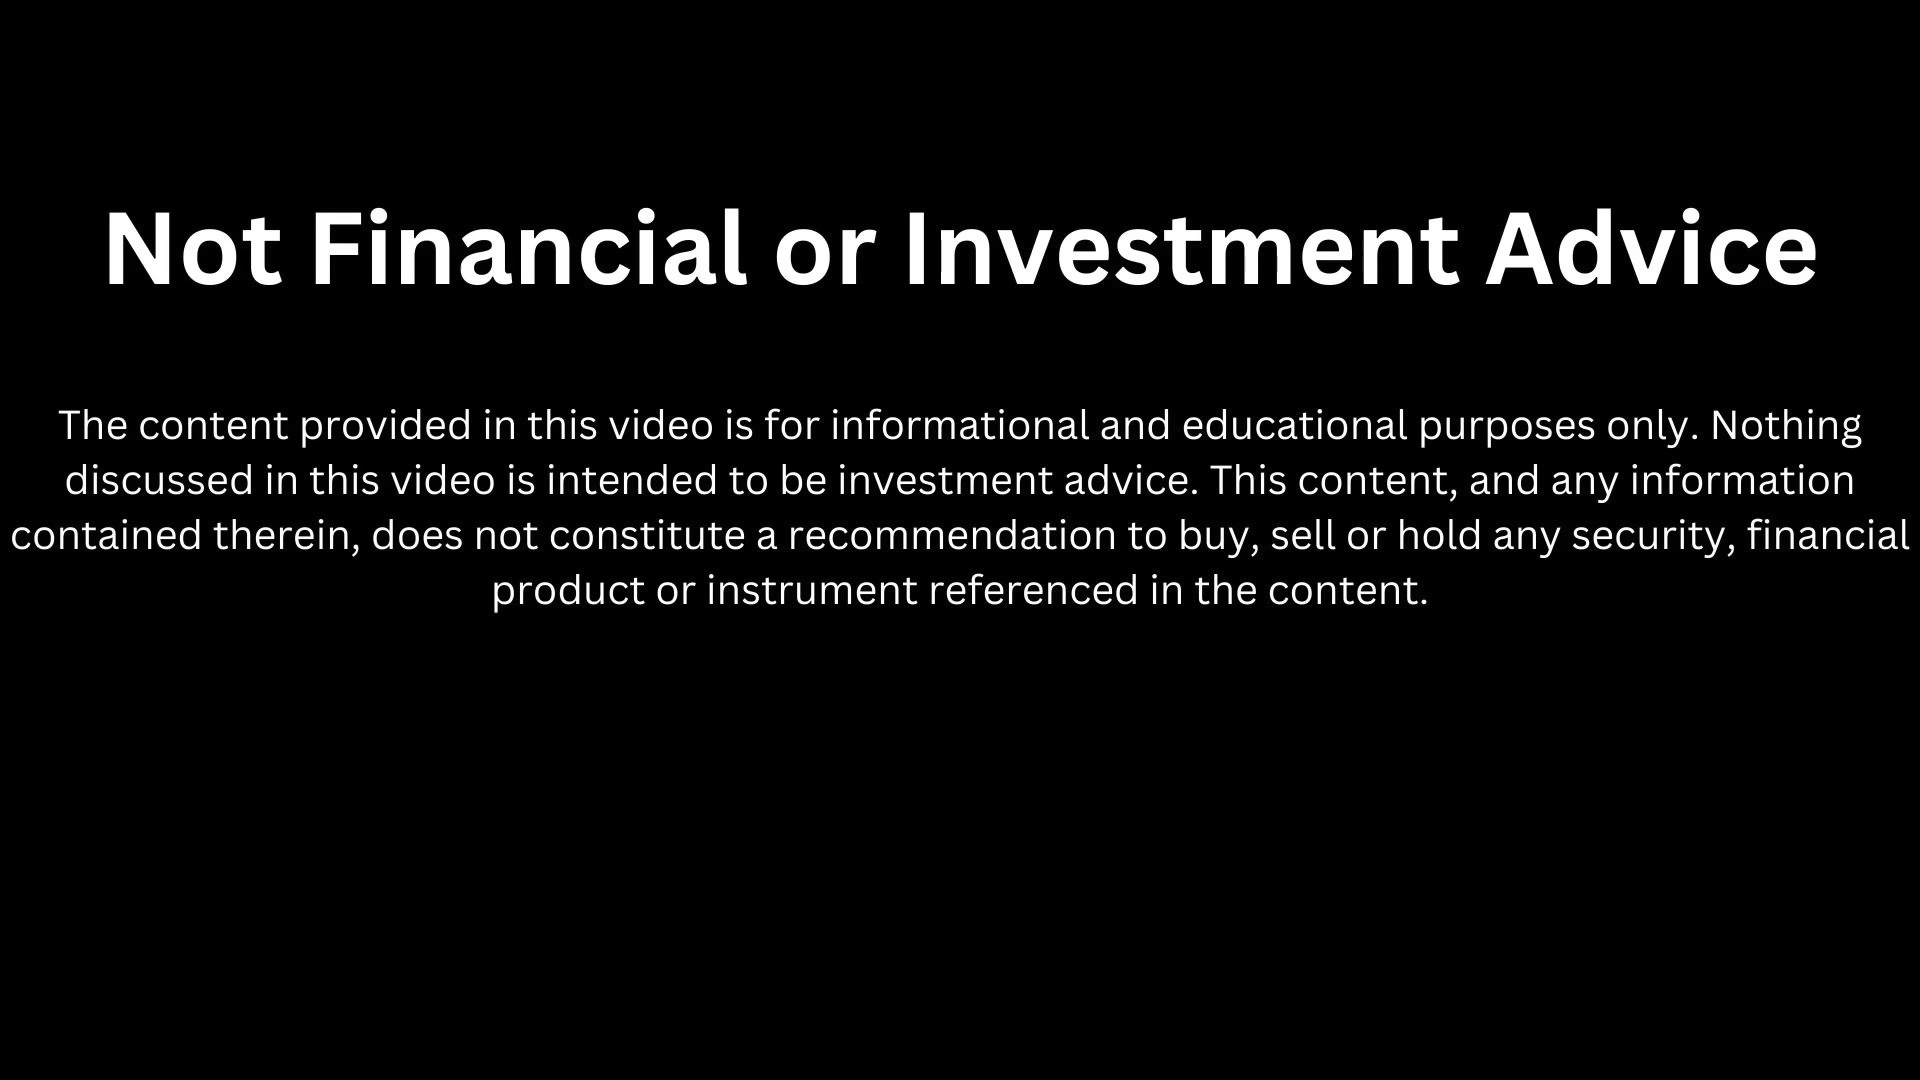 Not Financial or Investment Advice
The content provided in this video is for informational and educational purposes only. Nothing
discussed in this video is intended to be investment advice. This content, and any information
contained therein, does not constitute a recommendation to buy, sell or hold any security, financial
product or instrument referenced in the content.